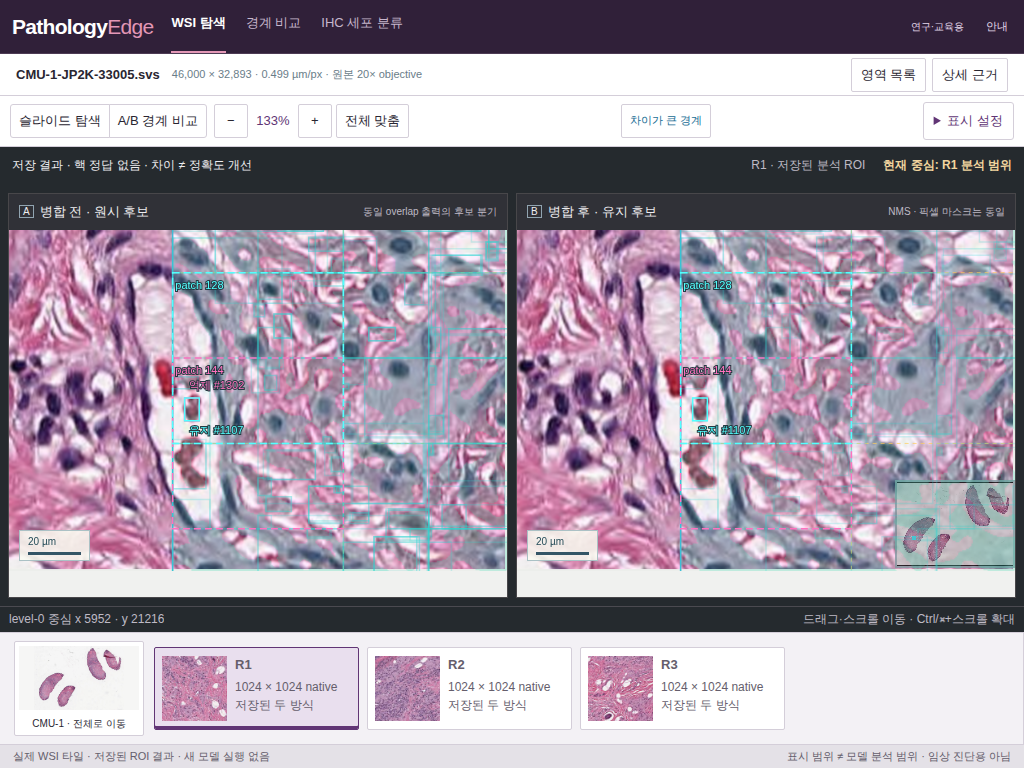 PathologyEdge WSI 탐색 경계 비교 IHC 세포 분류 연구·교육용 안내
CMU-1-JP2K-33005.svs 46,000 × 32,893 · 0.499 µm/px · 원본 20× objective 영역 목록 상세 근거
슬라이드 탐색 A/B 경계 비교 − 133% + 전체 맞춤 차이가 큰 경계 ▶ 표시 설정
저장 결과 · 핵 정답 없음 · 차이 ≠ 정확도 개선 R1 · 저장된 분석 ROI 현재 중심: R1 분석 범위
A 병합 전 · 원시 후보 동일 overlap 출력의 후보 분기
patch 128
patch 144
억제 #1302
유지 #1107
20 µm
B 병합 후 · 유지 후보 NMS · 픽셀 마스크는 동일
patch 128
patch 144
유지 #1107
20 µm
level-0 중심 x 5952 · y 21216 드래그·스크롤 이동 · Ctrl/⌘+스크롤 확대
CMU-1 · 전체로 이동
R1
1024 × 1024 native
저장된 두 방식
R2
1024 × 1024 native
저장된 두 방식
R3
1024 × 1024 native
저장된 두 방식
실제 WSI 타일 · 저장된 ROI 결과 · 새 모델 실행 없음 표시 범위 ≠ 모델 분석 범위 · 임상 진단용 아님